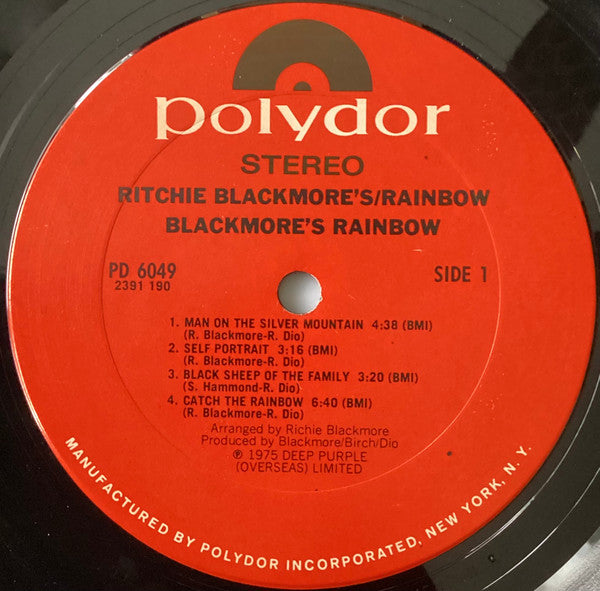 polydor
STEREO
RITCHIE BLACKMORE'S/RAINBOW
BLACKMORE'S RAINBOW
PD 6049
2391 190
SIDE 1
1. MAN ON THE SILVER MOUNTAIN 4:38 (BMI)
(R. Blackmore-R. Dio)
2. SELF PORTRAIT 3:16 (BMI)
(R. Blackmore-R. Dio)
3. BLACK SHEEP OF THE FAMILY 3:20 (BMI)
(S. Hammond-R. Dio)
4. CATCH THE RAINBOW 6:40 (BMI)
(R. Blackmore-R. Dio)
Arranged by Richie Blackmore
Produced by Blackmore/Birch/Dio
℗ 1975 DEEP PURPLE
(OVERSEAS) LIMITED
MANUFACTURED BY POLYDOR INCORPORATED, NEW YORK, N. Y.